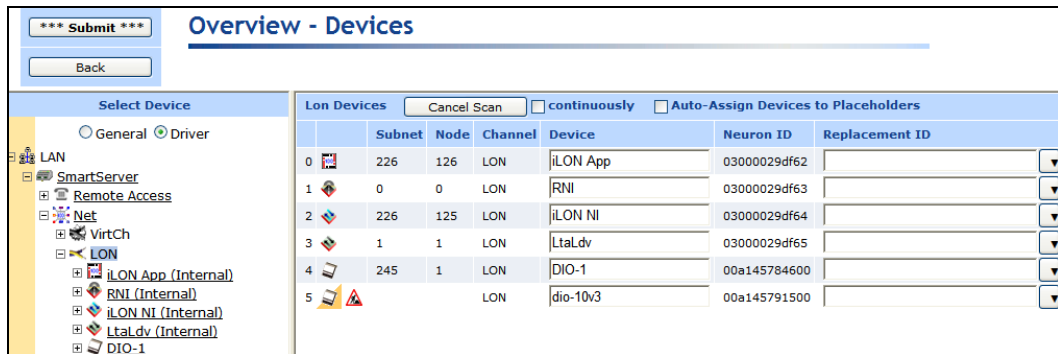 *** Submit ***
Overview - Devices
Back
Select Device
General Driver
LAN
SmartServer
Remote Access
Net
VirtCh
LON
iLON App (Internal)
RNI (Internal)
iLON NI (Internal)
LtaLdv (Internal)
DIO-1
Lon Devices Cancel Scan continuously Auto-Assign Devices to Placeholders
Subnet Node Channel Device Neuron ID Replacement ID
0 226 126 LON iLON App 03000029df62
1 0 0 LON RNI 03000029df63
2 226 125 LON iLON NI 03000029df64
3 1 1 LON LtaLdv 03000029df65
4 245 1 LON DIO-1 00a145784600
5 LON dio-10v3 00a145791500